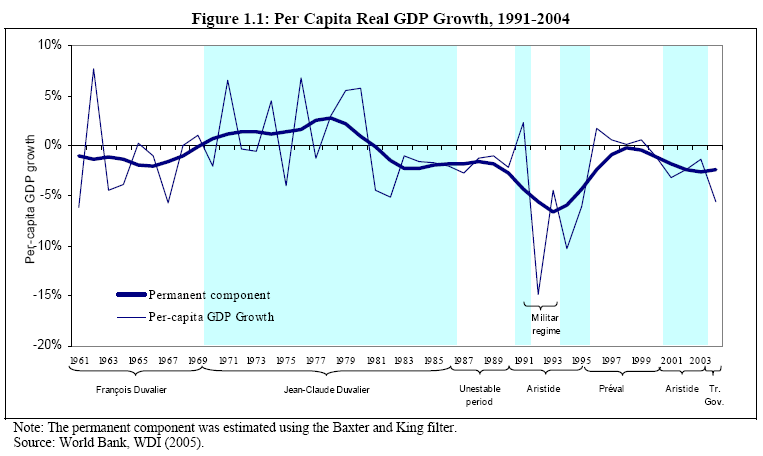 Figure 1.1: Per Capita Real GDP Growth, 1991-2004
10%
5%
0%
-5%
-10%
-15%
-20%
Per-capita GDP growth
Permanent component
Per-capita GDP Growth
Militar
regime
1961 1963 1965 1967 1969 1971 1973 1975 1977 1979 1981 1983 1985 1987 1989 1991 1993 1995 1997 1999 2001 2003
François Duvalier Jean-Claude Duvalier Unestable period Aristide Préval Aristide Tr. Gov.
Note: The permanent component was estimated using the Baxter and King filter.
Source: World Bank, WDI (2005).